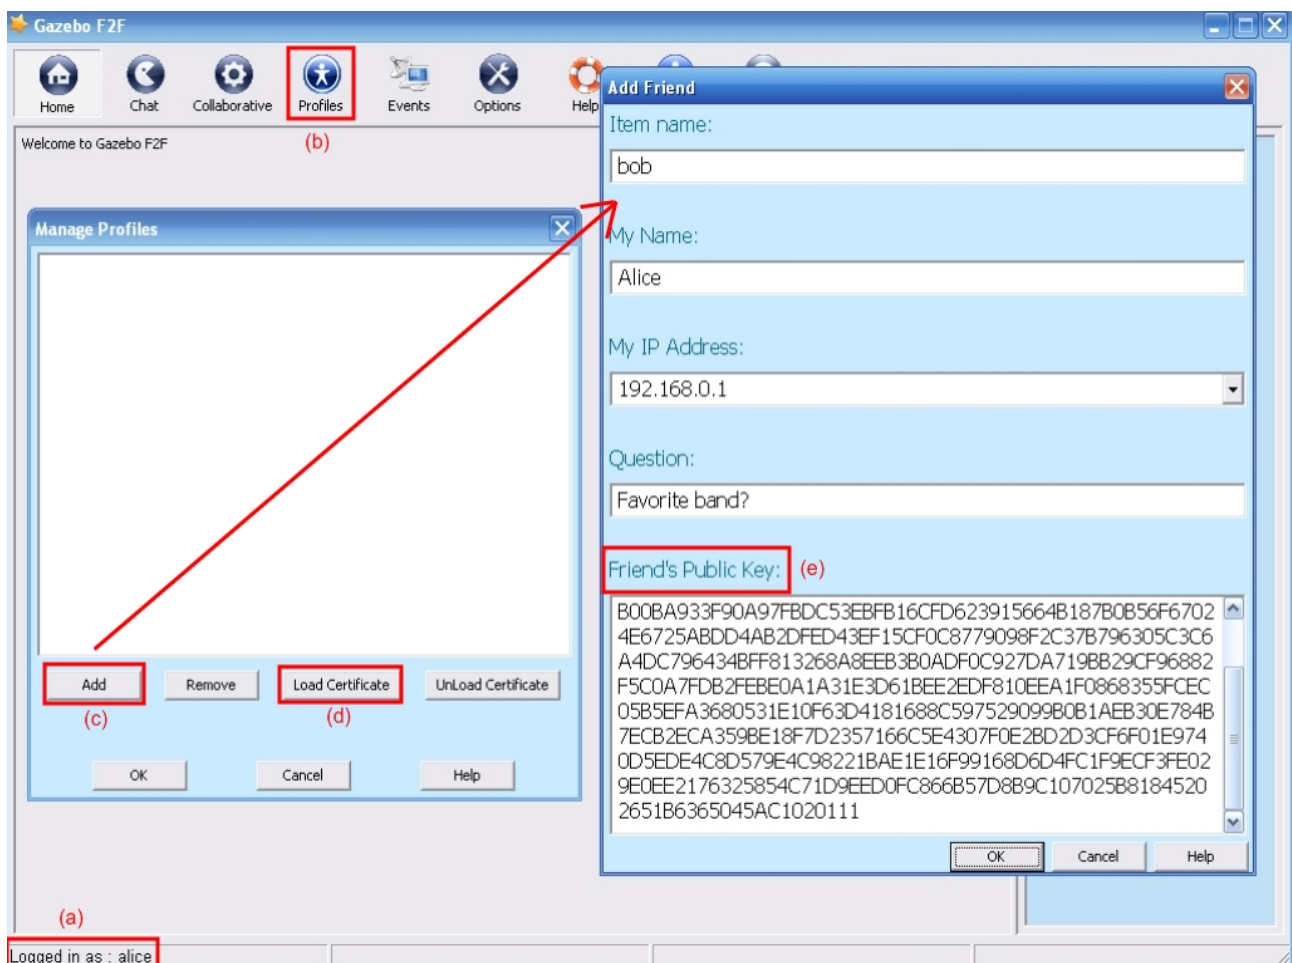 Gazebo F2F
Home
Chat
Collaborative
Profiles
Events
Options
Help
(b)
Welcome to Gazebo F2F
Manage Profiles
Add
Remove
Load Certificate
UnLoad Certificate
(c)
(d)
OK
Cancel
Help
Add Friend
Item name:
bob
My Name:
Alice
My IP Address:
192.168.0.1
Question:
Favorite band?
Friend's Public Key:
(e)
B00BA933F90A97FBDC53EBFB16CFD623915664B187B0B56F6702
4E6725ABDD4AB2DFED43EF15CF0C8779098F2C37B796305C3C6
A4DC796434BFF813268A8EEB3B0ADF0C927DA719BB29CF96882
F5C0A7FDB2FEBE0A1A31E3D61BEE2EDF810EEA1F0868355FCEC
05B5EFA3680531E10F63D4181688C597529099B0B1AEB30E784B
7ECB2ECA359BE18F7D2357166C5E4307F0E2BD2D3CF6F01E974
0D5EDE4C8D579E4C98221BAE1E16F99168D6D4FC1F9ECF3FE02
9E0EE2176325854C71D9EED0FC866B57D8B9C107025B8184520
2651B6365045AC1020111
OK
Cancel
Help
(a)
Logged in as : alice